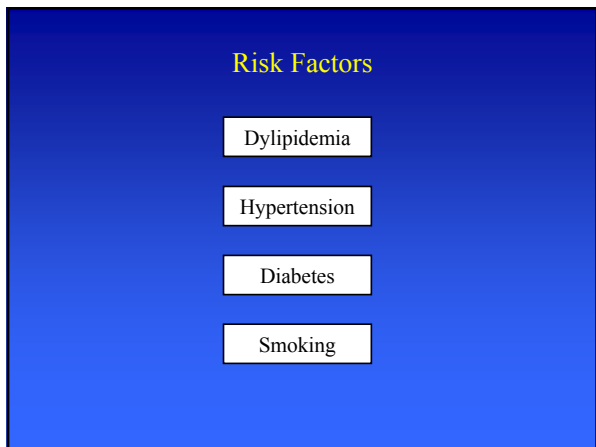 Risk Factors
Dylipidemia
Hypertension
Diabetes
Smoking